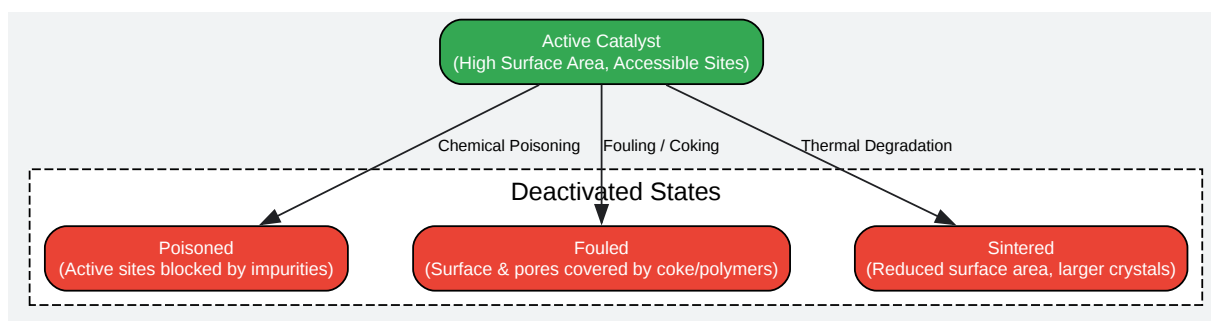 Active Catalyst
(High Surface Area, Accessible Sites)
Chemical Poisoning
Fouling / Coking
Thermal Degradation
Deactivated States
Poisoned
(Active sites blocked by impurities)
Fouled
(Surface & pores covered by coke/polymers)
Sintered
(Reduced surface area, larger crystals)